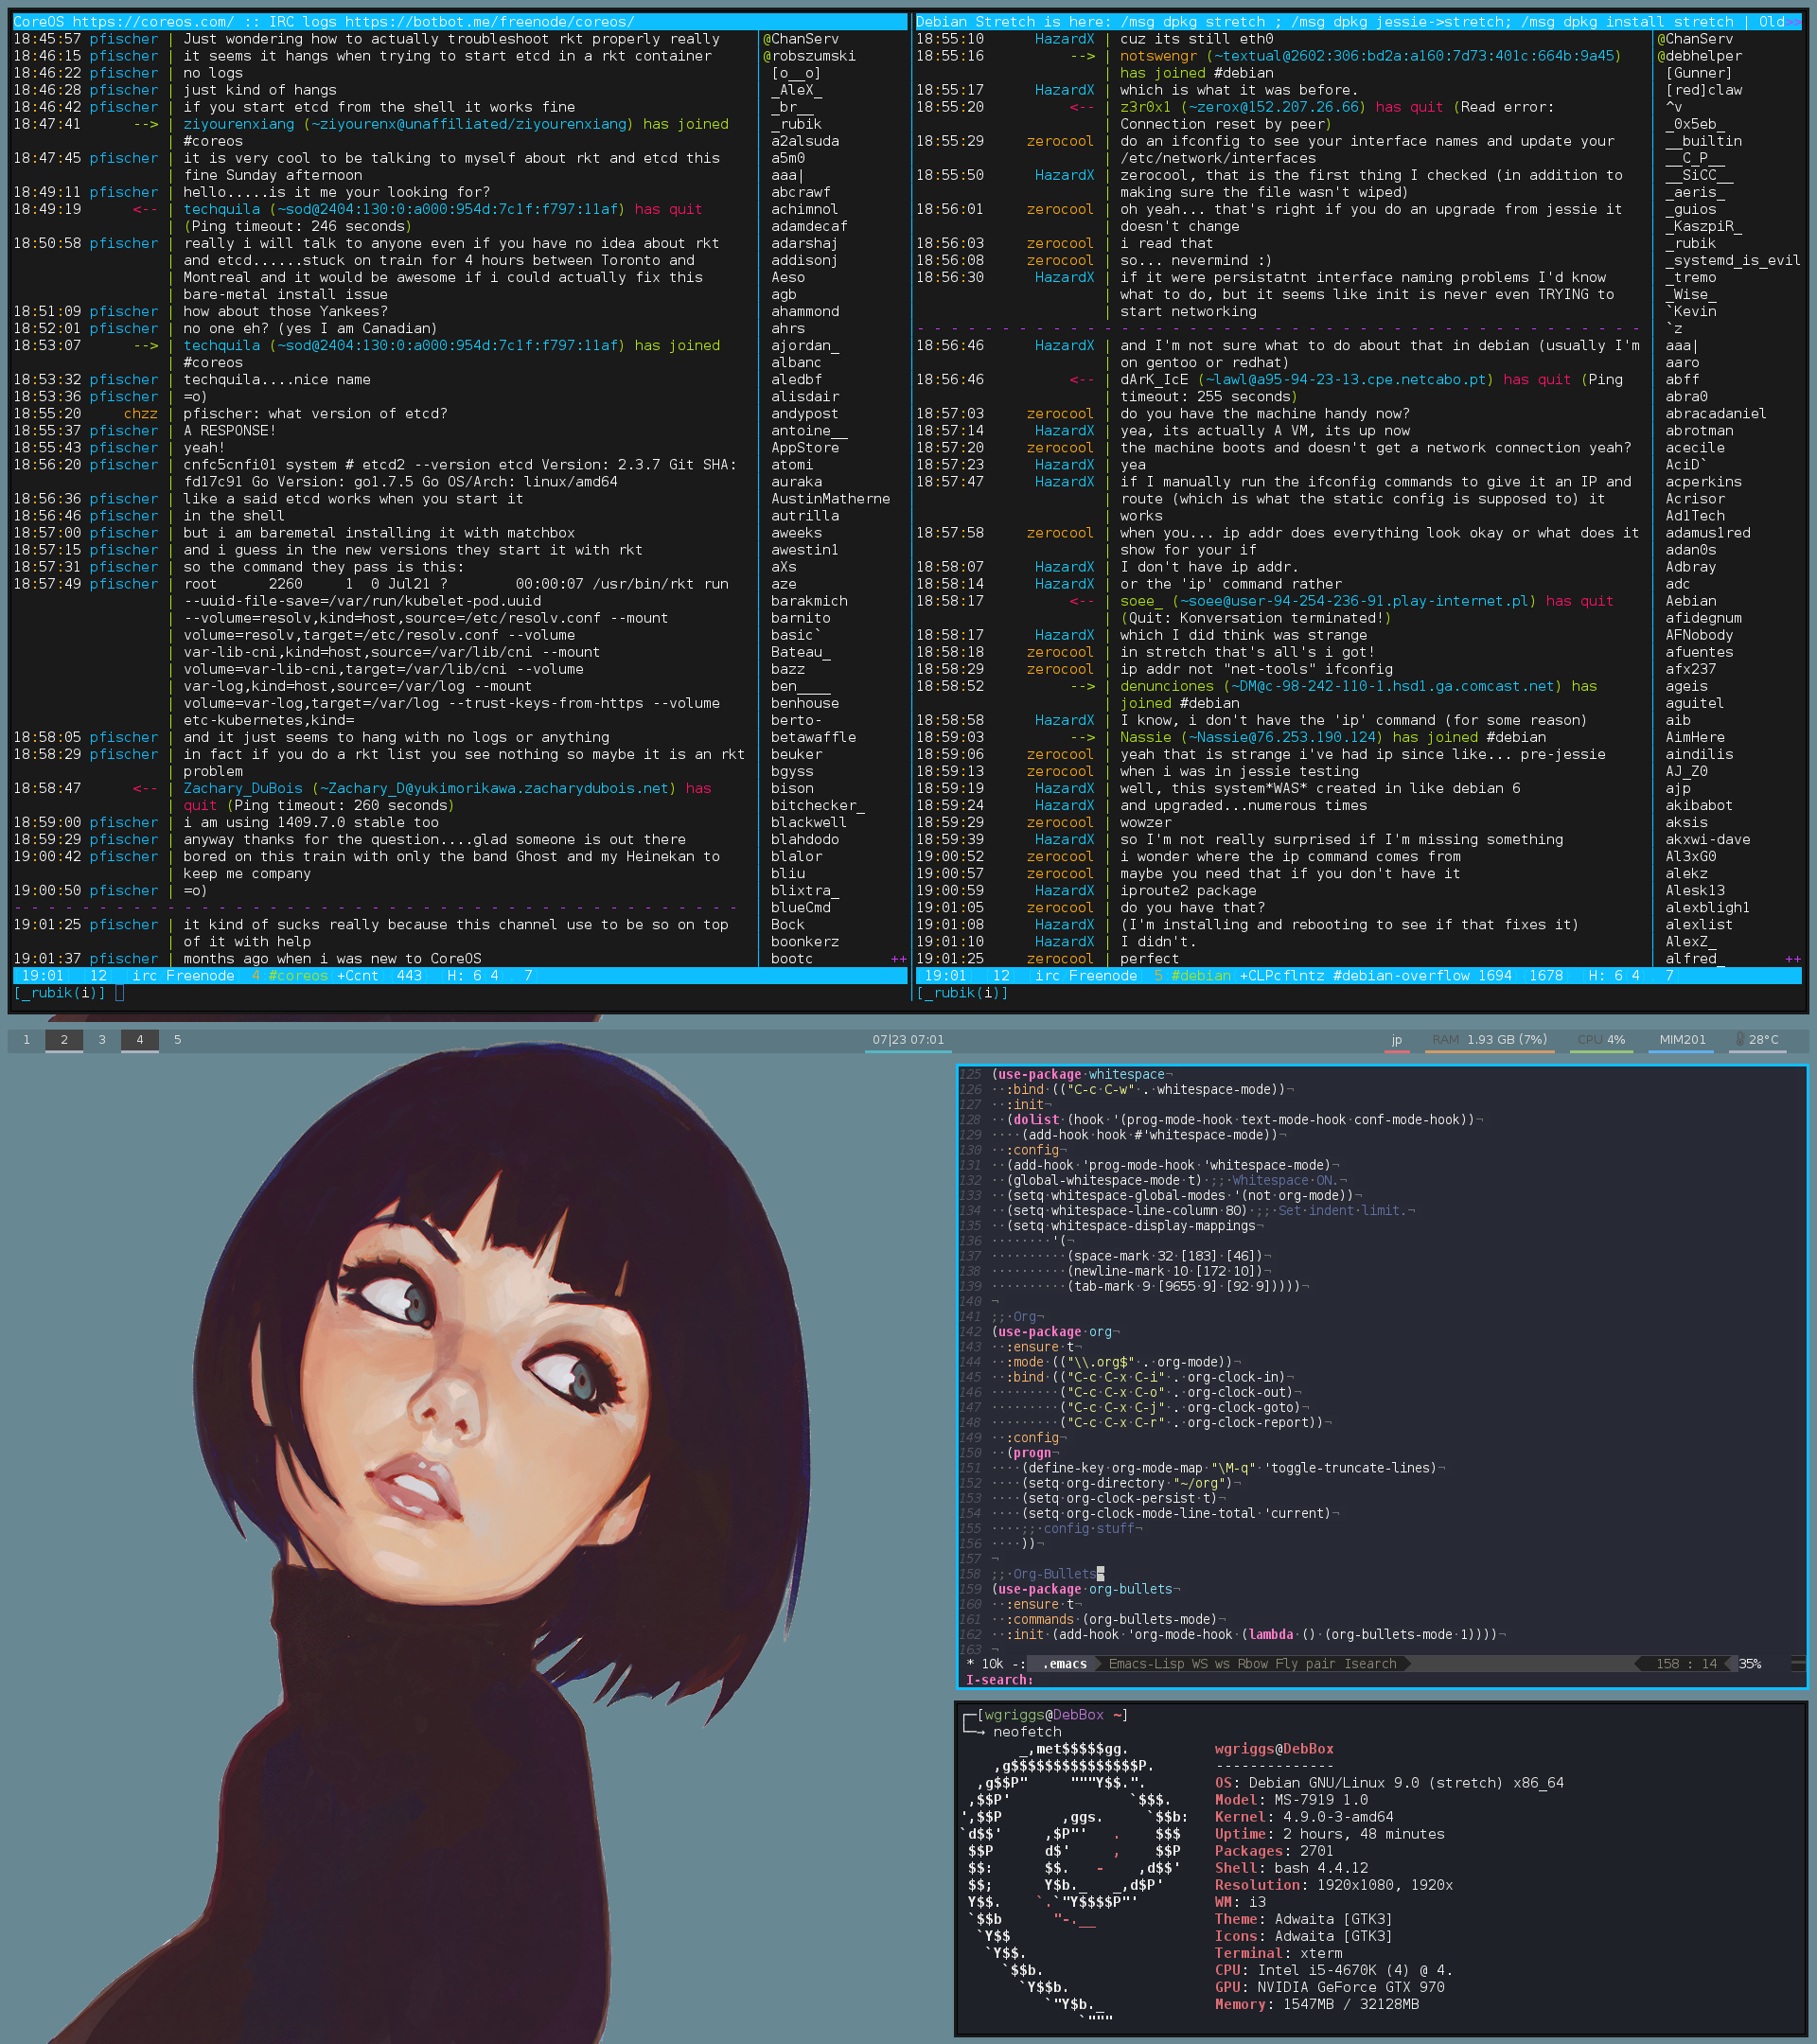 CoreOS https://coreos.com/ :: IRC logs https://botbot.me/freenode/coreos/
18:45:57 pfischer | Just wondering how to actually troubleshoot rkt properly really
18:46:15 pfischer | it seems it hangs when trying to start etcd in a rkt container
18:46:22 pfischer | no logs
18:46:28 pfischer | just kind of hangs
18:46:42 pfischer | if you start etcd from the shell it works fine
18:47:41 --> | ziyourenxiang (~ziyourenx@unaffiliated/ziyourenxiang) has joined
| #coreos
18:47:45 pfischer | it is very cool to be talking to myself about rkt and etcd this
| fine Sunday afternoon
18:49:11 pfischer | hello.....is it me your looking for?
18:49:19 <-- | techquila (~sod@2404:130:0:a000:954d:7c1f:f797:11af) has quit
| (Ping timeout: 246 seconds)
18:50:58 pfischer | really i will talk to anyone even if you have no idea about rkt
| and etcd......stuck on train for 4 hours between Toronto and
| Montreal and it would be awesome if i could actually fix this
| bare-metal install issue
18:51:09 pfischer | how about those Yankees?
18:52:01 pfischer | no one eh? (yes I am Canadian)
18:53:07 --> | techquila (~sod@2404:130:0:a000:954d:7c1f:f797:11af) has joined
| #coreos
18:53:32 pfischer | techquila....nice name
18:53:36 pfischer | =o)
18:55:20 chzz | pfischer: what version of etcd?
18:55:37 pfischer | A RESPONSE!
18:55:43 pfischer | yeah!
18:56:20 pfischer | cnfc5cnfi01 system # etcd2 --version etcd Version: 2.3.7 Git SHA:
| fd17c91 Go Version: go1.7.5 Go OS/Arch: linux/amd64
18:56:36 pfischer | like a said etcd works when you start it
18:56:46 pfischer | in the shell
18:57:00 pfischer | but i am baremetal installing it with matchbox
18:57:15 pfischer | and i guess in the new versions they start it with rkt
18:57:31 pfischer | so the command they pass is this:
18:57:49 pfischer | root 2260 1 0 Jul21 ? 00:00:07 /usr/bin/rkt run
| --uuid-file-save=/var/run/kubelet-pod.uuid
| --volume=resolv,kind=host,source=/etc/resolv.conf --mount
| volume=resolv,target=/etc/resolv.conf --volume
| var-lib-cni,kind=host,source=/var/lib/cni --mount
| volume=var-lib-cni,target=/var/lib/cni --volume
| var-log,kind=host,source=/var/log --mount
| volume=var-log,target=/var/log --trust-keys-from-https --volume
| etc-kubernetes,kind=
18:58:05 pfischer | and it just seems to hang with no logs or anything
18:58:29 pfischer | in fact if you do a rkt list you see nothing so maybe it is an rkt
| problem
18:58:47 <-- | Zachary_DuBois (~Zachary_D@yukimorikawa.zacharydubois.net) has
| quit (Ping timeout: 260 seconds)
18:59:00 pfischer | i am using 1409.7.0 stable too
18:59:29 pfischer | anyway thanks for the question....glad someone is out there
19:00:42 pfischer | bored on this train with only the band Ghost and my Heinekan to
| keep me company
19:00:50 pfischer | =o)
19:01:25 pfischer | it kind of sucks really because this channel use to be so on top
| of it with help
19:01:37 pfischer | months ago when i was new to CoreOS
@ChanServ
@robszumski
[o__o]
_AleX_
_br__
_rubik
a2alsuda
a5m0
aaa|
abcrawf
achimnol
adamdecaf
adarshaj
addisonj
Aeso
agb
ahammond
ahrs
ajordan_
albanc
aledbf
alisdair
andypost
antoine__
AppStore
atomi
auraka
AustinMatherne
autrilla
aweeks
awestin1
aXs
aze
barakmich
barnito
basic`
Bateau_
bazz
ben____
benhouse
berto-
betawaffle
beuker
bgyss
bison
bitchecker_
blackwell
blahdodo
blalor
bliu
blixtra_
blueCmd
Bock
boonkerz
bootc ++
19:01 12 irc Freenode 4 #coreos +Ccnt 443 H: 6 4 7
[_rubik(i)]
Debian Stretch is here: /msg dpkg stretch ; /msg dpkg jessie->stretch; /msg dpkg install stretch | Old>>
18:55:10 HazardX | cuz its still eth0
18:55:16 --> | notswengr (~textual@2602:306:bd2a:a160:7d73:401c:664b:9a45)
| has joined #debian
18:55:17 HazardX | which is what it was before.
18:55:20 <-- | z3r0x1 (~zerox@152.207.26.66) has quit (Read error:
| Connection reset by peer)
18:55:29 zerocool | do an ifconfig to see your interface names and update your
| /etc/network/interfaces
18:55:50 HazardX | zerocool, that is the first thing I checked (in addition to
| making sure the file wasn't wiped)
18:56:01 zerocool | oh yeah... that's right if you do an upgrade from jessie it
| doesn't change
18:56:03 zerocool | i read that
18:56:08 zerocool | so... nevermind :)
18:56:30 HazardX | if it were persistatnt interface naming problems I'd know
| what to do, but it seems like init is never even TRYING to
| start networking
18:56:46 HazardX | and I'm not sure what to do about that in debian (usually I'm
| on gentoo or redhat)
18:56:46 <-- | dArK_IcE (~lawl@a95-94-23-13.cpe.netcabo.pt) has quit (Ping
| timeout: 255 seconds)
18:57:03 zerocool | do you have the machine handy now?
18:57:14 HazardX | yea, its actually A VM, its up now
18:57:20 zerocool | the machine boots and doesn't get a network connection yeah?
18:57:23 HazardX | yea
18:57:47 HazardX | if I manually run the ifconfig commands to give it an IP and
| route (which is what the static config is supposed to) it
| works
18:57:58 zerocool | when you... ip addr does everything look okay or what does it
| show for your if
18:58:07 HazardX | I don't have ip addr.
18:58:14 HazardX | or the 'ip' command rather
18:58:17 <-- | soee_ (~soee@user-94-254-236-91.play-internet.pl) has quit
| (Quit: Konversation terminated!)
18:58:17 HazardX | which I did think was strange
18:58:18 zerocool | in stretch that's all's i got!
18:58:29 zerocool | ip addr not "net-tools" ifconfig
18:58:52 --> | denunciones (~DM@c-98-242-110-1.hsd1.ga.comcast.net) has
| joined #debian
18:58:58 HazardX | I know, i don't have the 'ip' command (for some reason)
18:59:03 --> | Nassie (~Nassie@76.253.190.124) has joined #debian
18:59:06 zerocool | yeah that is strange i've had ip since like... pre-jessie
18:59:13 zerocool | when i was in jessie testing
18:59:19 HazardX | well, this system*WAS* created in like debian 6
18:59:24 HazardX | and upgraded...numerous times
18:59:29 zerocool | wowzer
18:59:39 HazardX | so I'm not really surprised if I'm missing something
19:00:52 zerocool | i wonder where the ip command comes from
19:00:57 zerocool | maybe you need that if you don't have it
19:00:59 HazardX | iproute2 package
19:01:05 zerocool | do you have that?
19:01:08 HazardX | (I'm installing and rebooting to see if that fixes it)
19:01:10 HazardX | I didn't.
19:01:25 zerocool | perfect
@ChanServ
@debhelper
[Gunner]
[red]claw
^v
_0x5eb_
__builtin
__C_P__
__SiCC__
_aeris_
_guios
_KaszpiR_
_rubik
_systemd_is_evil
_tremo
_Wise_
`Kevin
`z
aaa|
aaro
abff
abra0
abracadaniel
abrotman
acecile
AciD`
acperkins
Acrisor
Ad1Tech
adamus1red
adan0s
Adbray
adc
Aebian
afidegnum
AFNobody
afuentes
afx237
ageis
aguitel
aib
AimHere
aindilis
AJ_Z0
ajp
akibabot
aksis
akxwi-dave
Al3xG0
alekz
Alesk13
alexbligh1
alexlist
AlexZ_
alfred_ ++
19:01 12 irc Freenode 5 #debian +CLPcflntz #debian-overflow 1694 1678 H: 6 4 7
[_rubik(i)]
1 2 3 4 5 07|23 07:01 jp RAM 1.93 GB (7%) CPU 4% MIM201 28°C
125 (use-package·whitespace¬
126 ··:bind·(("C-c·C-w"·.·whitespace-mode))¬
127 ··:init¬
128 ··(dolist·(hook·'(prog-mode-hook·text-mode-hook·conf-mode-hook))¬
129 ····(add-hook·hook·#'whitespace-mode))¬
130 ··:config¬
131 ··(add-hook·'prog-mode-hook·'whitespace-mode)¬
132 ··(global-whitespace-mode·t)·;;·Whitespace·ON.¬
133 ··(setq·whitespace-global-modes·'(not·org-mode))¬
134 ··(setq·whitespace-line-column·80)·;;·Set·indent·limit.¬
135 ··(setq·whitespace-display-mappings¬
136 ········'(¬
137 ··········(space-mark·32·[183]·[46])¬
138 ··········(newline-mark·10·[172·10])¬
139 ··········(tab-mark·9·[9655·9]·[92·9]))))¬
140 ¬
141 ;;·Org¬
142 (use-package·org¬
143 ··:ensure·t¬
144 ··:mode·(("\\.org$"·.·org-mode))¬
145 ··:bind·(("C-c·C-x·C-i"·.·org-clock-in)¬
146 ·········("C-c·C-x·C-o"·.·org-clock-out)¬
147 ·········("C-c·C-x·C-j"·.·org-clock-goto)¬
148 ·········("C-c·C-x·C-r"·.·org-clock-report))¬
149 ··:config¬
150 ··(progn¬
151 ····(define-key·org-mode-map·"\M-q"·'toggle-truncate-lines)¬
152 ····(setq·org-directory·"~/org")¬
153 ····(setq·org-clock-persist·t)¬
154 ····(setq·org-clock-mode-line-total·'current)¬
155 ····;;·config·stuff¬
156 ····))¬
157 ¬
158 ;;·Org-Bullets¬
159 (use-package·org-bullets¬
160 ··:ensure·t¬
161 ··:commands·(org-bullets-mode)¬
162 ··:init·(add-hook·'org-mode-hook·(lambda·()·(org-bullets-mode·1))))¬
163 ¬
* 10k -: .emacs Emacs-Lisp WS ws Rbow Fly pair Isearch 158 : 14 35%
I-search:
[wgriggs@DebBox ~]
neofetch
wgriggs@DebBox
--------------
OS: Debian GNU/Linux 9.0 (stretch) x86_64
Model: MS-7919 1.0
Kernel: 4.9.0-3-amd64
Uptime: 2 hours, 48 minutes
Packages: 2701
Shell: bash 4.4.12
Resolution: 1920x1080, 1920x
WM: i3
Theme: Adwaita [GTK3]
Icons: Adwaita [GTK3]
Terminal: xterm
CPU: Intel i5-4670K (4) @ 4.
GPU: NVIDIA GeForce GTX 970
Memory: 1547MB / 32128MB